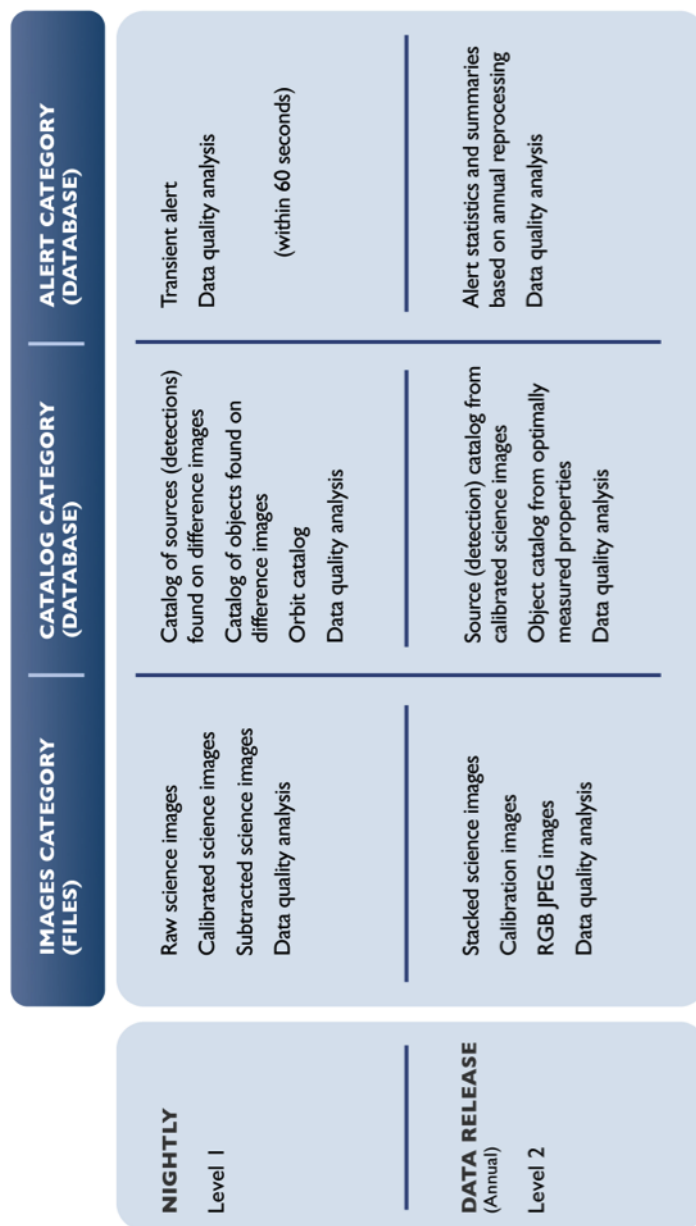 IMAGES CATEGORY
(FILES)
CATALOG CATEGORY
(DATABASE)
ALERT CATEGORY
(DATABASE)
NIGHTLY
Level 1
Raw science images
Calibrated science images
Subtracted science images
Data quality analysis
Catalog of sources (detections)
found on difference images
Catalog of objects found on
difference images
Orbit catalog
Data quality analysis
Transient alert
Data quality analysis
(within 60 seconds)
DATA RELEASE
(Annual)
Level 2
Stacked science images
Calibration images
RGB JPEG images
Data quality analysis
Source (detection) catalog from
calibrated science images
Object catalog from optimally
measured properties
Data quality analysis
Alert statistics and summaries
based on annual reprocessing
Data quality analysis